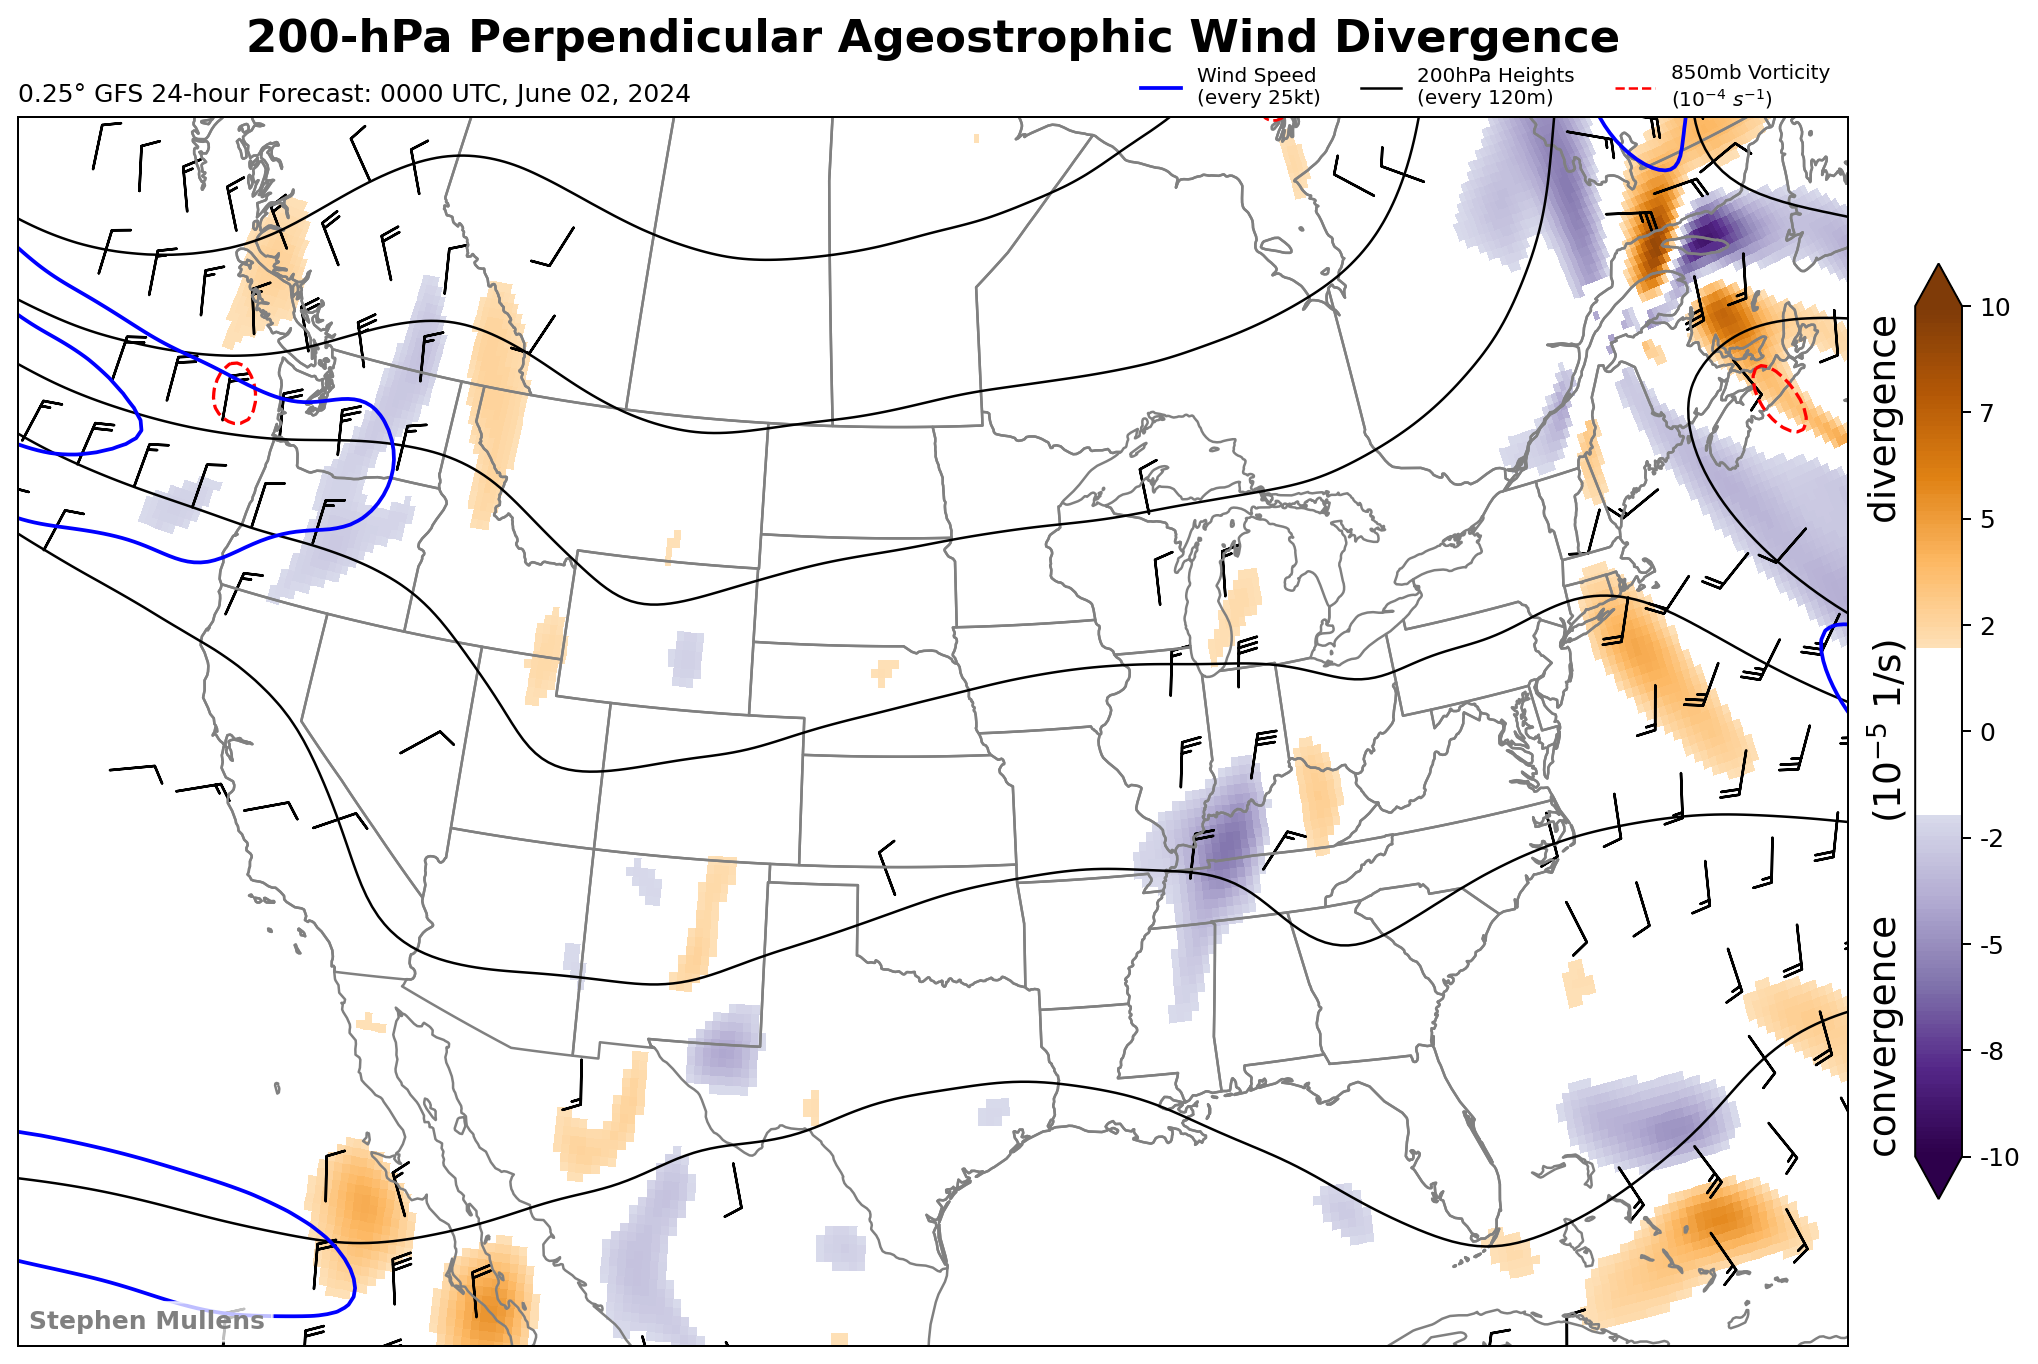 200-hPa Perpendicular Ageostrophic Wind Divergence
0.25° GFS 24-hour Forecast: 0000 UTC, June 02, 2024
Wind Speed
(every 25kt)
200hPa Heights
(every 120m)
850mb Vorticity
(10⁻⁴ s⁻¹)
10
7
5
2
0
-2
-5
-8
-10
convergence (10⁻⁵ 1/s) divergence
Stephen Mullens